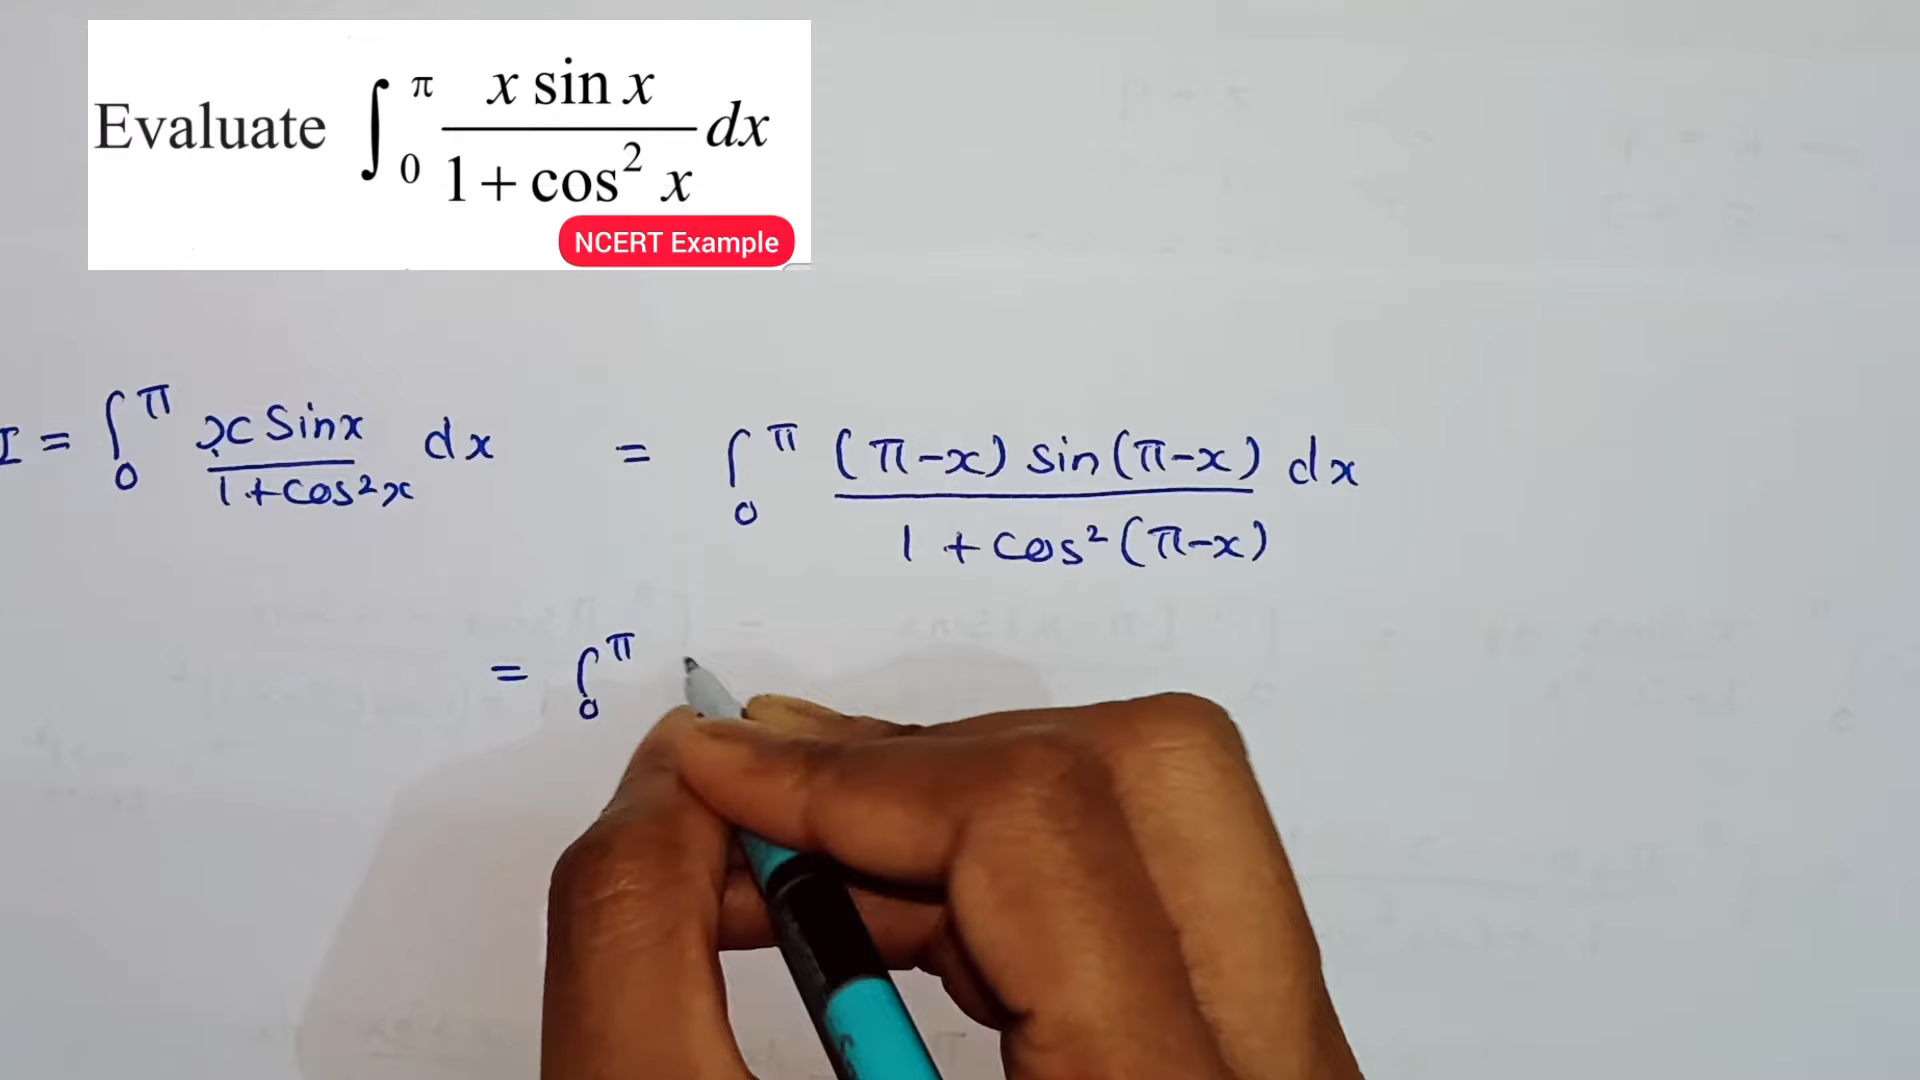 Evaluate ∫₀^π x sin x / (1 + cos² x) dx
NCERT Example
I = ∫₀^π x Sinx / (1 + Cos²x) dx = ∫₀^π (π-x) sin(π-x) / (1 + Cos²(π-x)) dx
= ∫₀^π